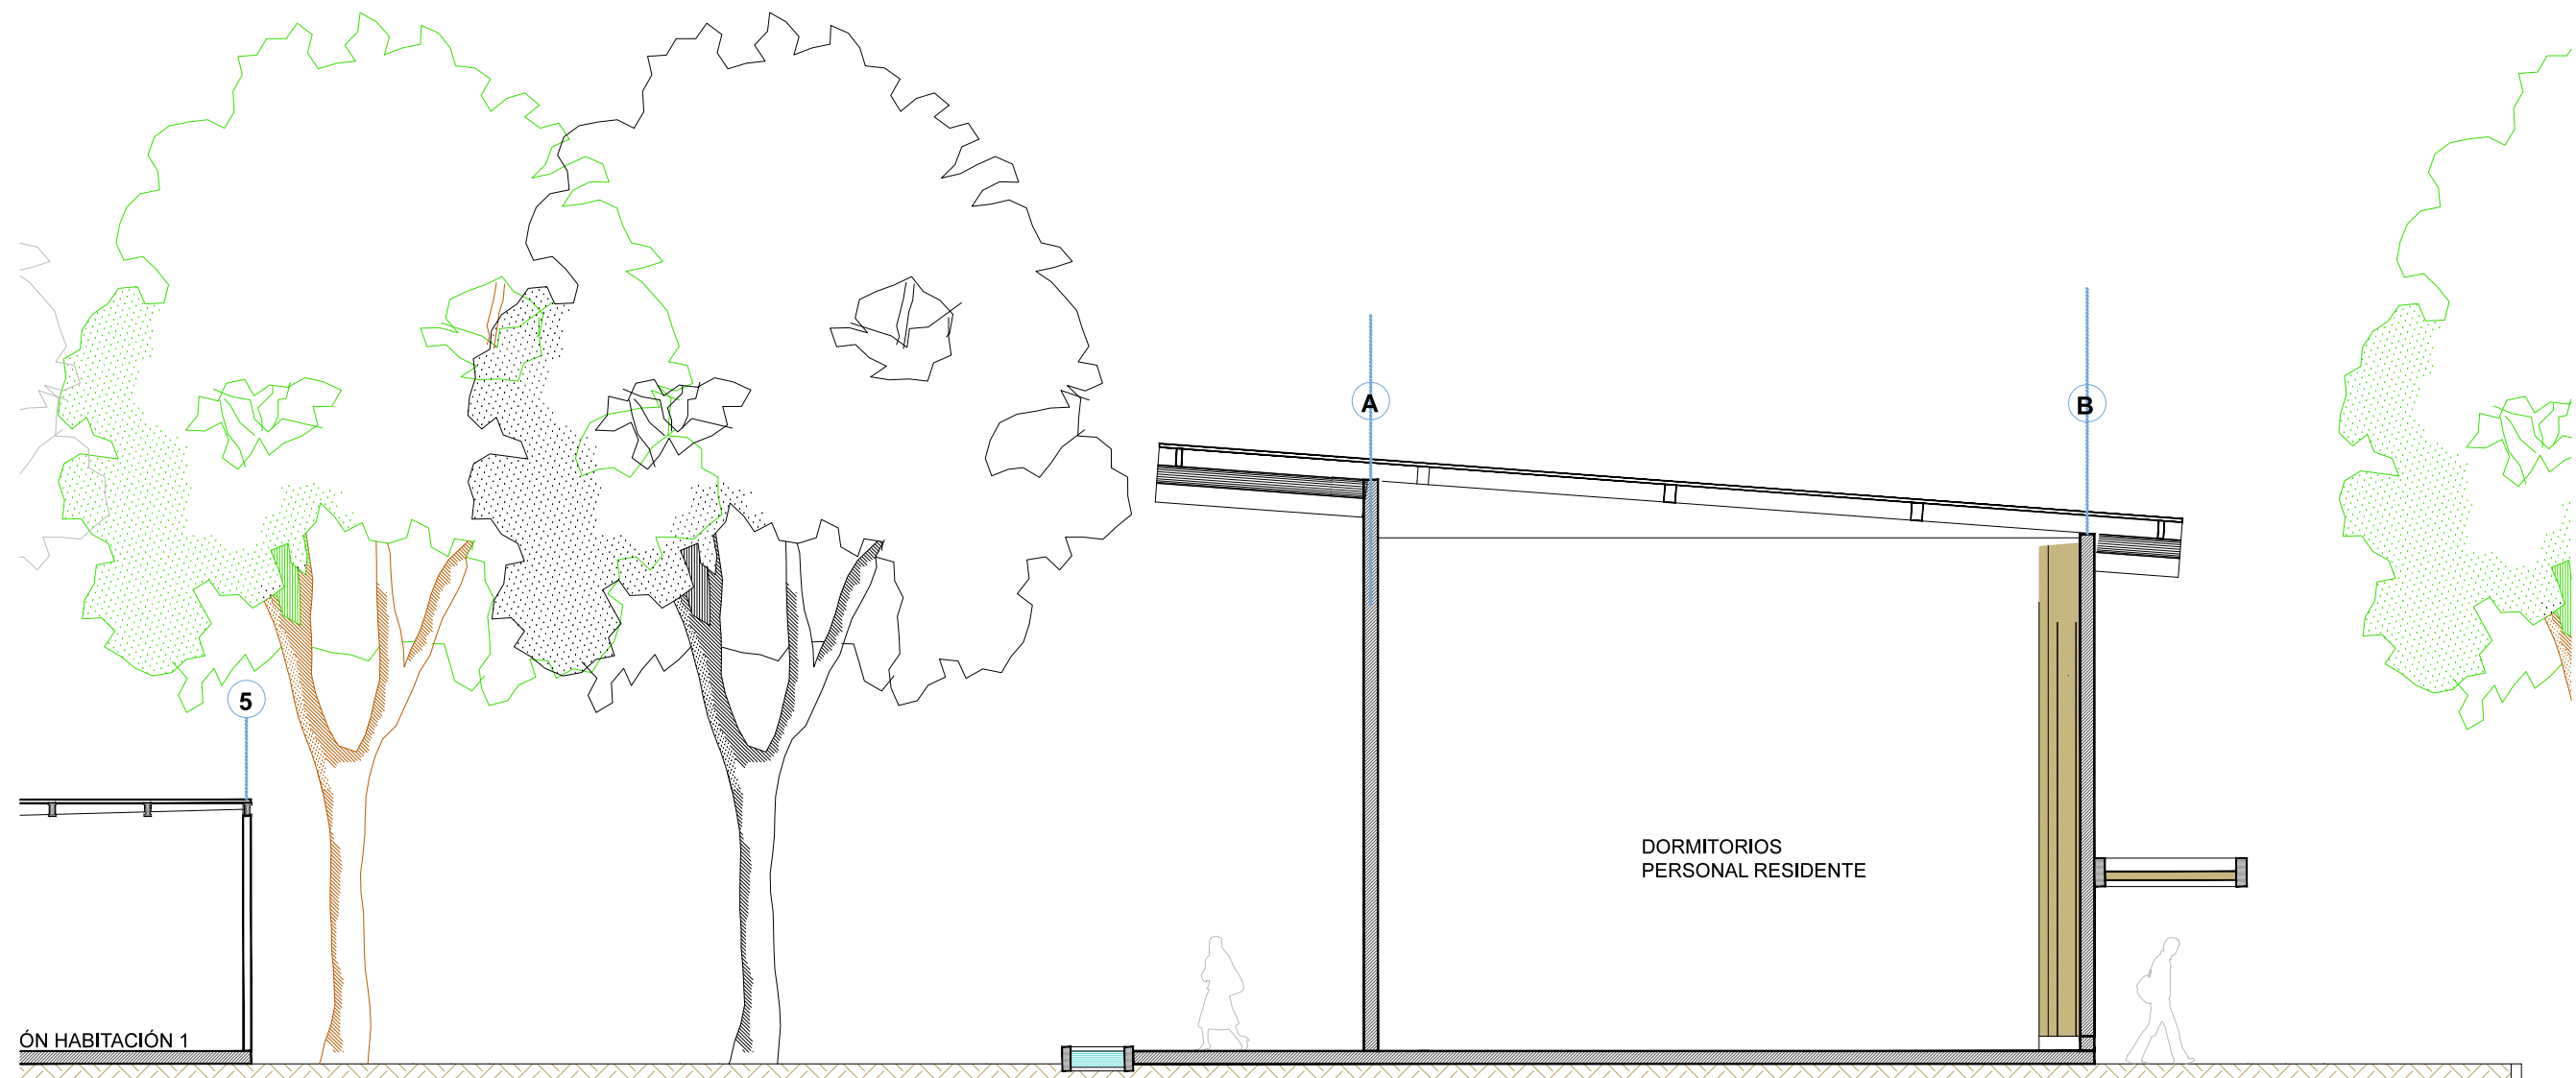 A
B
5
DORMITORIOS
PERSONAL RESIDENTE
ÓN HABITACIÓN 1